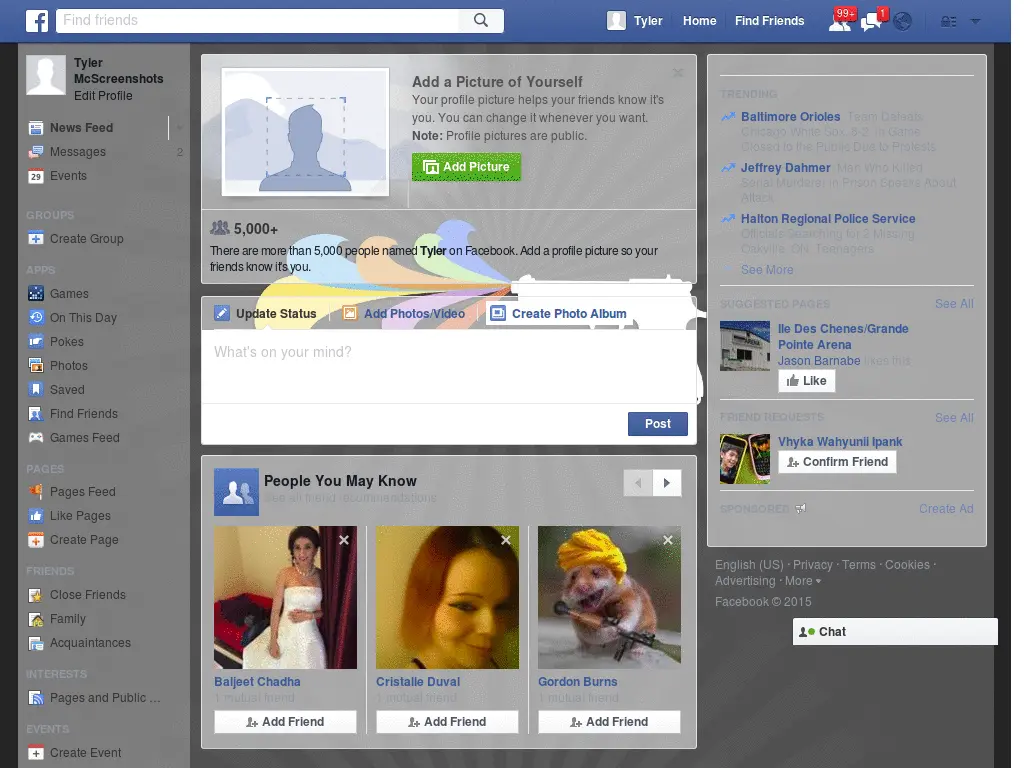 f
Find friends
Tyler
Home
Find Friends
99+
1
Tyler
McScreenshots
Edit Profile
News Feed
Messages
2
29
Events
GROUPS
Create Group
APPS
Games
On This Day
Pokes
Photos
Saved
Find Friends
Games Feed
PAGES
Pages Feed
Like Pages
Create Page
FRIENDS
Close Friends
Family
Acquaintances
INTERESTS
Pages and Public ...
EVENTS
Create Event
Add a Picture of Yourself
Your profile picture helps your friends know it's
you. You can change it whenever you want.
Note: Profile pictures are public.
Add Picture
5,000+
There are more than 5,000 people named Tyler on Facebook. Add a profile picture so your
friends know it's you.
Update Status
Add Photos/Video
Create Photo Album
What's on your mind?
Post
People You May Know
See all friend recommendations
Baljeet Chadha
1 mutual friend
Add Friend
Cristalle Duval
1 mutual friend
Add Friend
Gordon Burns
1 mutual friend
Add Friend
TRENDING
Baltimore Orioles Team Defeats
Chicago White Sox, 8-2, in Game
Closed to the Public Due to Protests
Jeffrey Dahmer Man Who Killed
Serial Murderer in Prison Speaks About
Attack
Halton Regional Police Service
Officials Searching for 2 Missing
Oakville, ON, Teenagers
See More
SUGGESTED PAGES
See All
ARENA
Ile Des Chenes/Grande
Pointe Arena
Jason Barnabe likes this
Like
FRIEND REQUESTS
See All
Vhyka Wahyunii Ipank
Confirm Friend
SPONSORED
Create Ad
English (US) · Privacy · Terms · Cookies ·
Advertising · More
Facebook © 2015
Chat